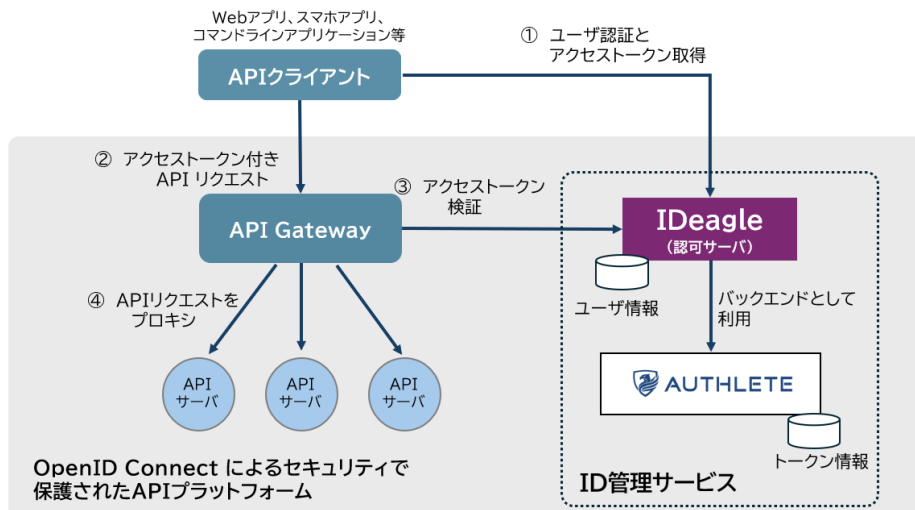 Webアプリ、スマホアプリ、
コマンドラインアプリケーション等
APIクライアント
① ユーザ認証と
アクセストークン取得
② アクセストークン付き
API リクエスト
③ アクセストークン
検証
API Gateway
IDeagle
(認可サーバ)
ユーザ情報
バックエンドとして
利用
④ APIリクエストを
プロキシ
API
サーバ
API
サーバ
API
サーバ
AUTHLETE
トークン情報
OpenID Connect によるセキュリティで
保護されたAPIプラットフォーム
ID管理サービス